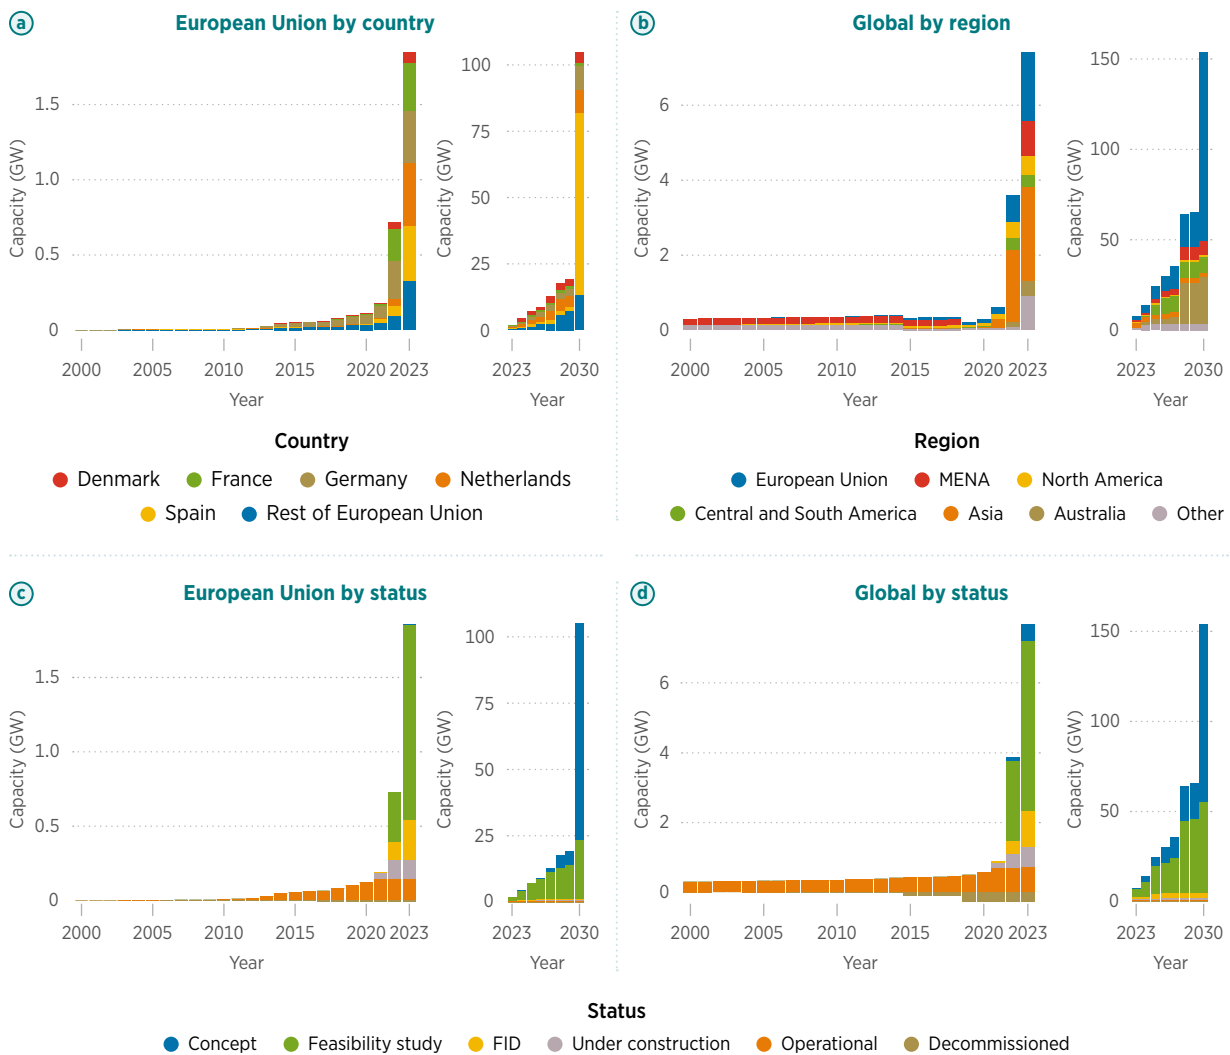 a European Union by country
Capacity (GW)
1.5
1.0
0.5
0
2000 2005 2010 2015 2020 2023
Year
Capacity (GW)
100
75
50
25
0
2023 2030
Year
Country
Denmark France Germany Netherlands
Spain Rest of European Union
b Global by region
Capacity (GW)
6
4
2
0
2000 2005 2010 2015 2020 2023
Year
Capacity (GW)
150
100
50
0
2023 2030
Year
Region
European Union MENA North America
Central and South America Asia Australia Other
c European Union by status
Capacity (GW)
1.5
1.0
0.5
0
2000 2005 2010 2015 2020 2023
Year
Capacity (GW)
100
75
50
25
0
2023 2030
Year
d Global by status
Capacity (GW)
6
4
2
0
2000 2005 2010 2015 2020 2023
Year
Capacity (GW)
150
100
50
0
2023 2030
Year
Status
Concept Feasibility study FID Under construction Operational Decommissioned